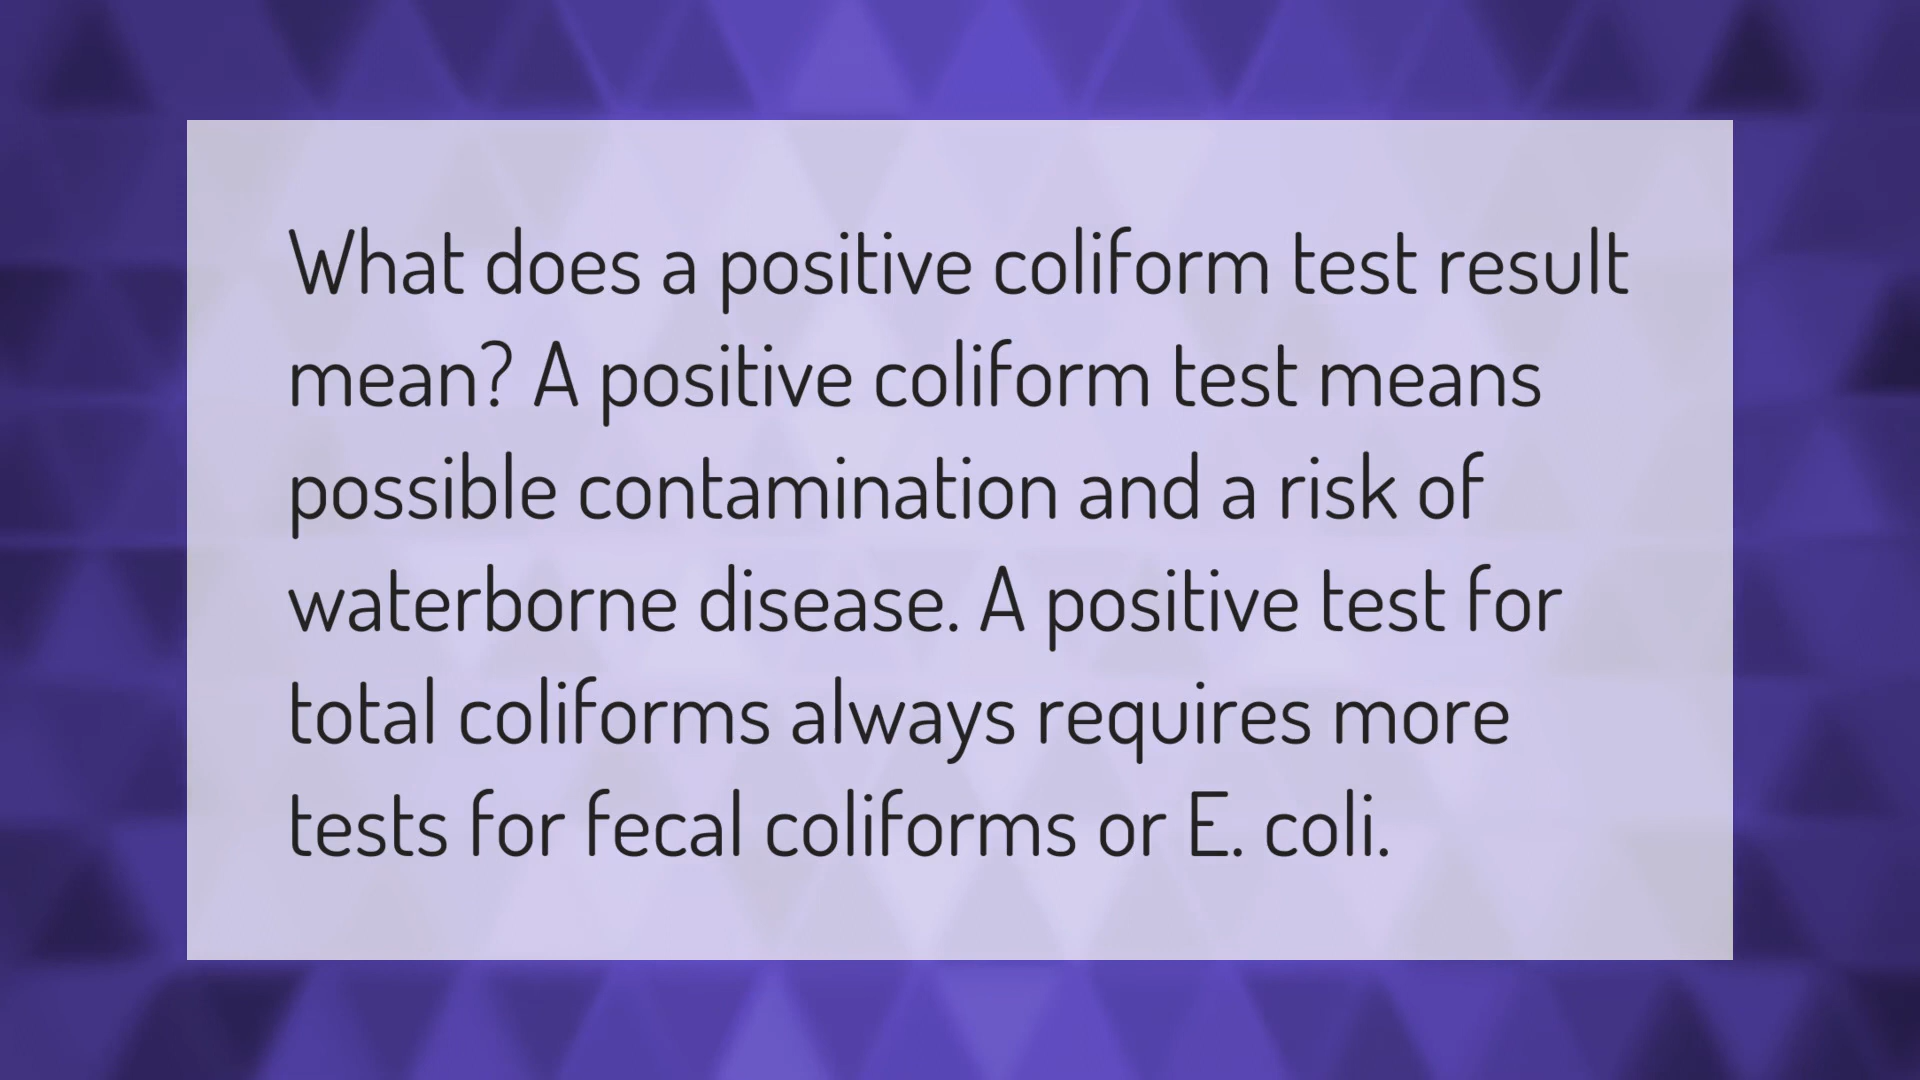 What does a positive coliform test result
mean? A positive coliform test means
possible contamination and a risk of
waterborne disease. A positive test for
total coliforms always requires more
tests for fecal coliforms or E. coli.